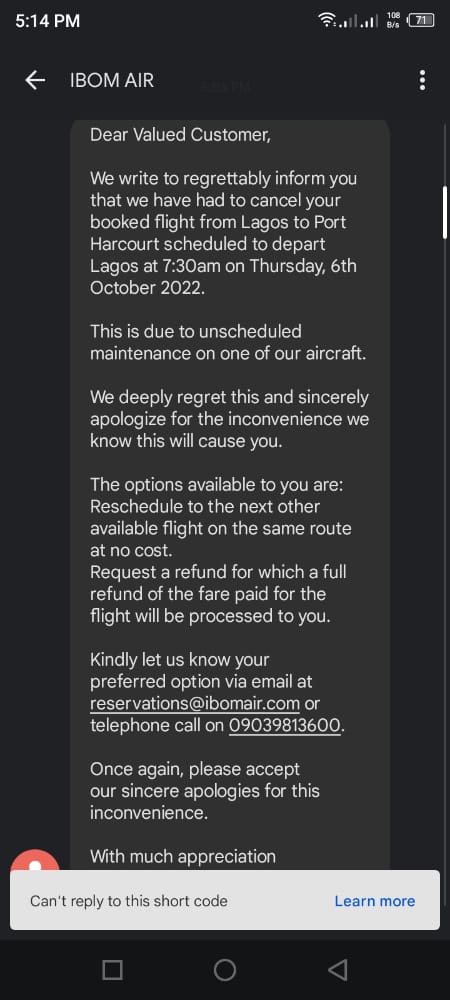 5:14 PM
108
B/s
71
IBOM AIR
Dear Valued Customer,
We write to regrettably inform you
that we have had to cancel your
booked flight from Lagos to Port
Harcourt scheduled to depart
Lagos at 7:30am on Thursday, 6th
October 2022.
This is due to unscheduled
maintenance on one of our aircraft.
We deeply regret this and sincerely
apologize for the inconvenience we
know this will cause you.
The options available to you are:
Reschedule to the next other
available flight on the same route
at no cost.
Request a refund for which a full
refund of the fare paid for the
flight will be processed to you.
Kindly let us know your
preferred option via email at
reservations@ibomair.com or
telephone call on 09039813600.
Once again, please accept
our sincere apologies for this
inconvenience.
With much appreciation
Can't reply to this short code
Learn more